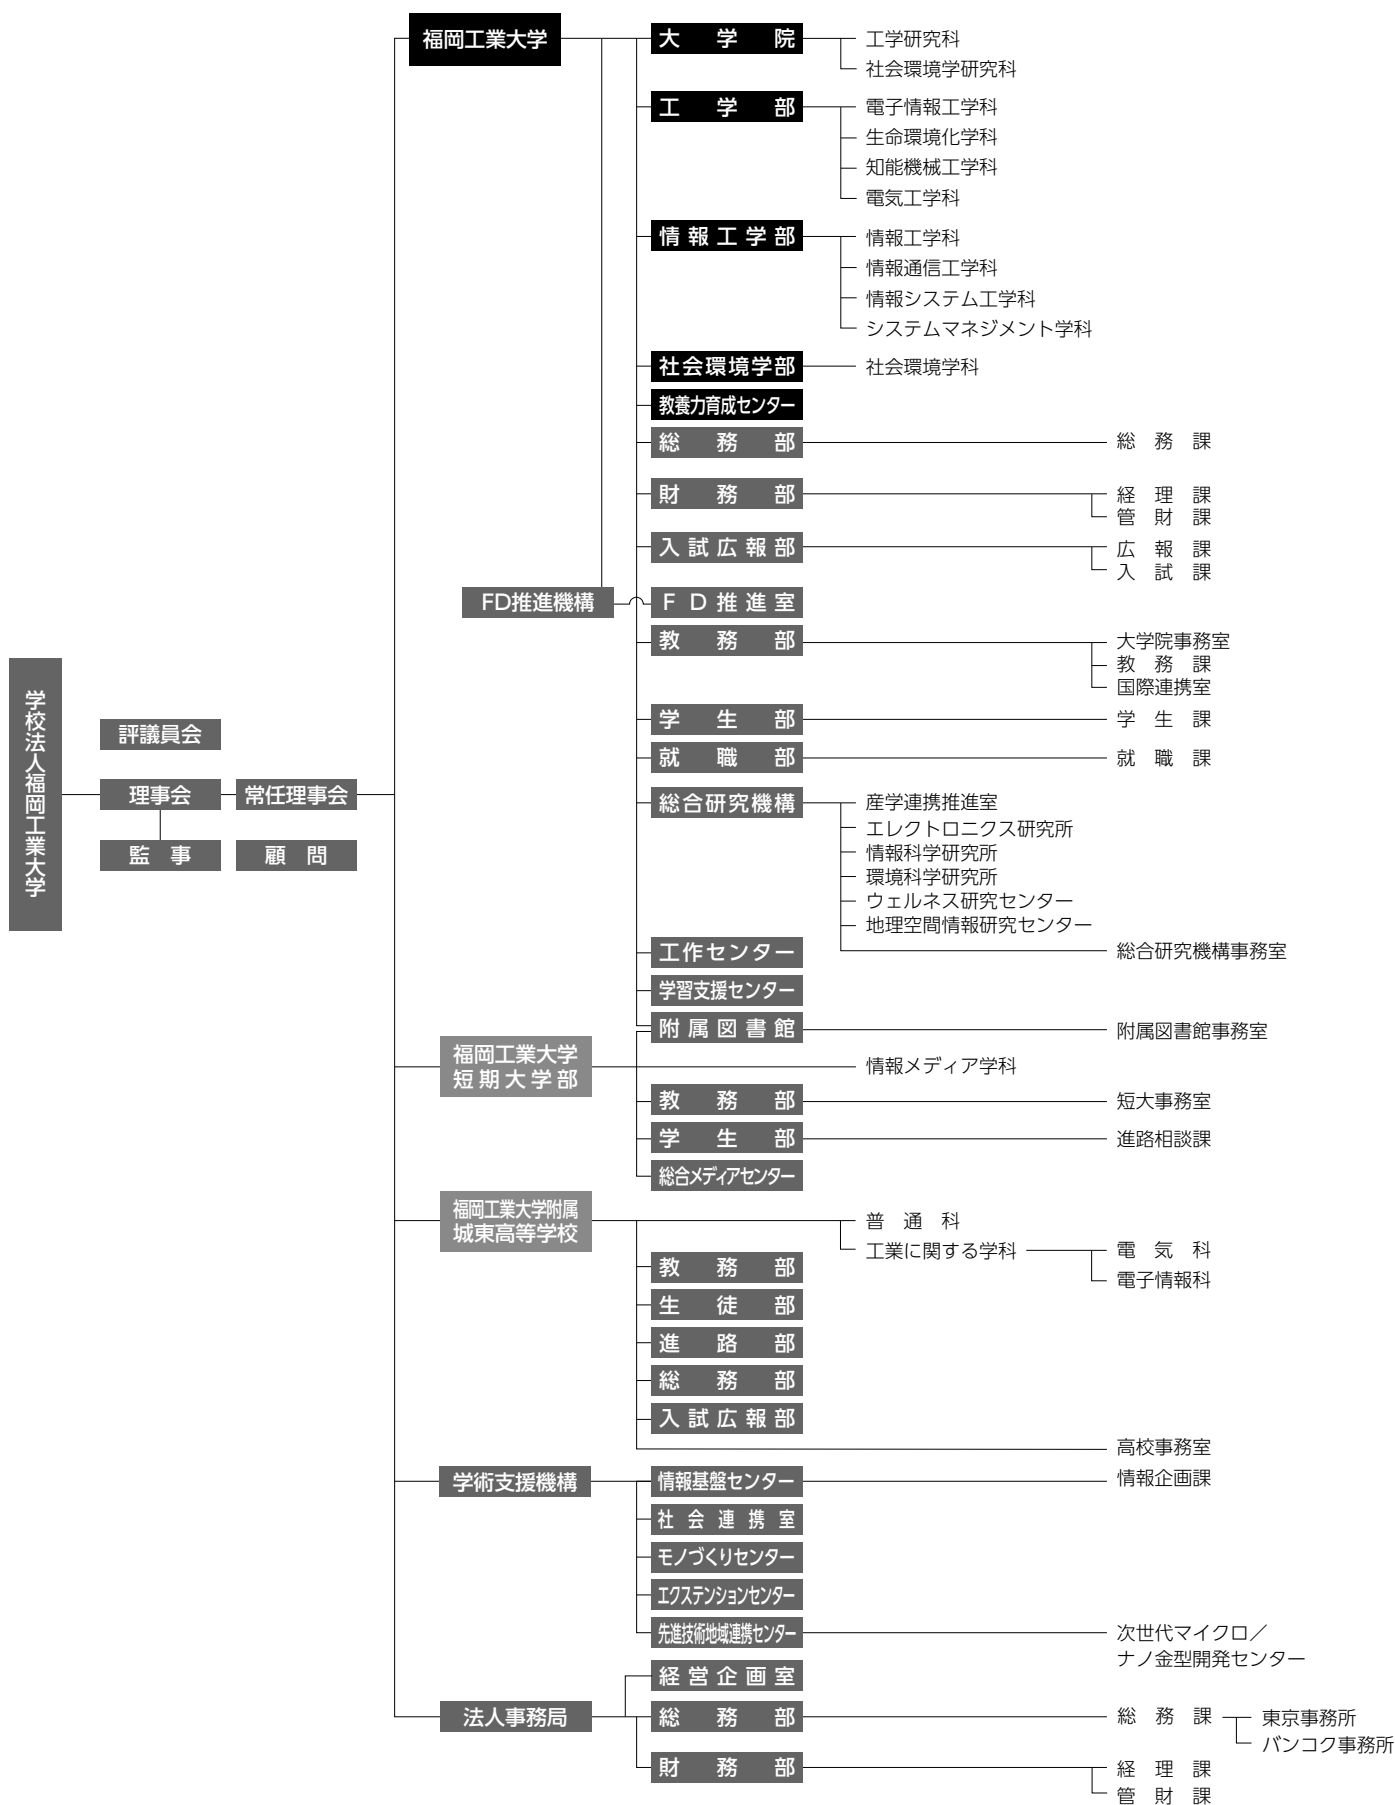 学校法人福岡工業大学
評議員会
理事会
常任理事会
監 事
顧 問
福岡工業大学
大学院
工学研究科
社会環境学研究科
工学部
電子情報工学科
生命環境化学科
知能機械工学科
電気工学科
情報工学部
情報工学科
情報通信工学科
情報システム工学科
システムマネジメント学科
社会環境学部
社会環境学科
教養力育成センター
総務部
総務課
財務部
経理課
管財課
入試広報部
広報課
入試課
FD推進機構
FD推進室
教務部
大学院事務室
教務課
国際連携室
学生部
学生課
就職部
就職課
総合研究機構
産学連携推進室
エレクトロニクス研究所
情報科学研究所
環境科学研究所
ウェルネス研究センター
地理空間情報研究センター
総合研究機構事務室
工作センター
学習支援センター
附属図書館
附属図書館事務室
福岡工業大学
短期大学部
情報メディア学科
教務部
短大事務室
学生部
進路相談課
総合メディアセンター
福岡工業大学附属
城東高等学校
普通科
工業に関する学科
電気科
電子情報科
教務部
生徒部
進路部
総務部
入試広報部
高校事務室
学術支援機構
情報基盤センター
情報企画課
社会連携室
モノづくりセンター
エクステンションセンター
先進技術地域連携センター
次世代マイクロ／
ナノ金型開発センター
経営企画室
法人事務局
総務部
総務課
東京事務所
バンコク事務所
財務部
経理課
管財課